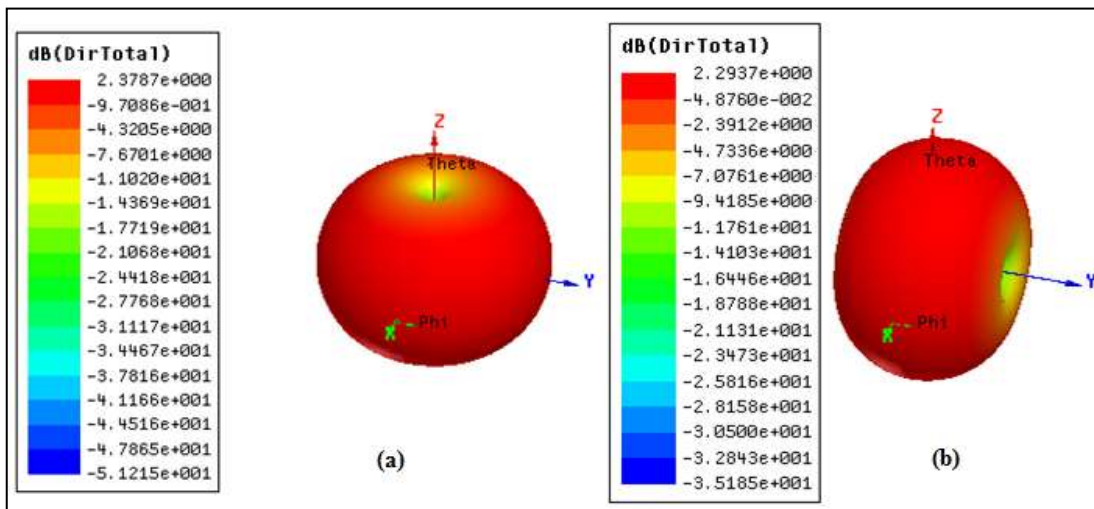 dB(DirTotal)
2.3787e+000
-9.7086e-001
-4.3205e+000
-7.6701e+000
-1.1020e+001
-1.4369e+001
-1.7719e+001
-2.1068e+001
-2.4418e+001
-2.7768e+001
-3.1117e+001
-3.4467e+001
-3.7816e+001
-4.1166e+001
-4.4516e+001
-4.7865e+001
-5.1215e+001
Z
Theta
Y
Phi
X
(a)
dB(DirTotal)
2.2937e+000
-4.8760e-002
-2.3912e+000
-4.7336e+000
-7.0761e+000
-9.4185e+000
-1.1761e+001
-1.4103e+001
-1.6446e+001
-1.8788e+001
-2.1131e+001
-2.3473e+001
-2.5816e+001
-2.8158e+001
-3.0500e+001
-3.2843e+001
-3.5185e+001
Z
Theta
Y
Phi
X
(b)